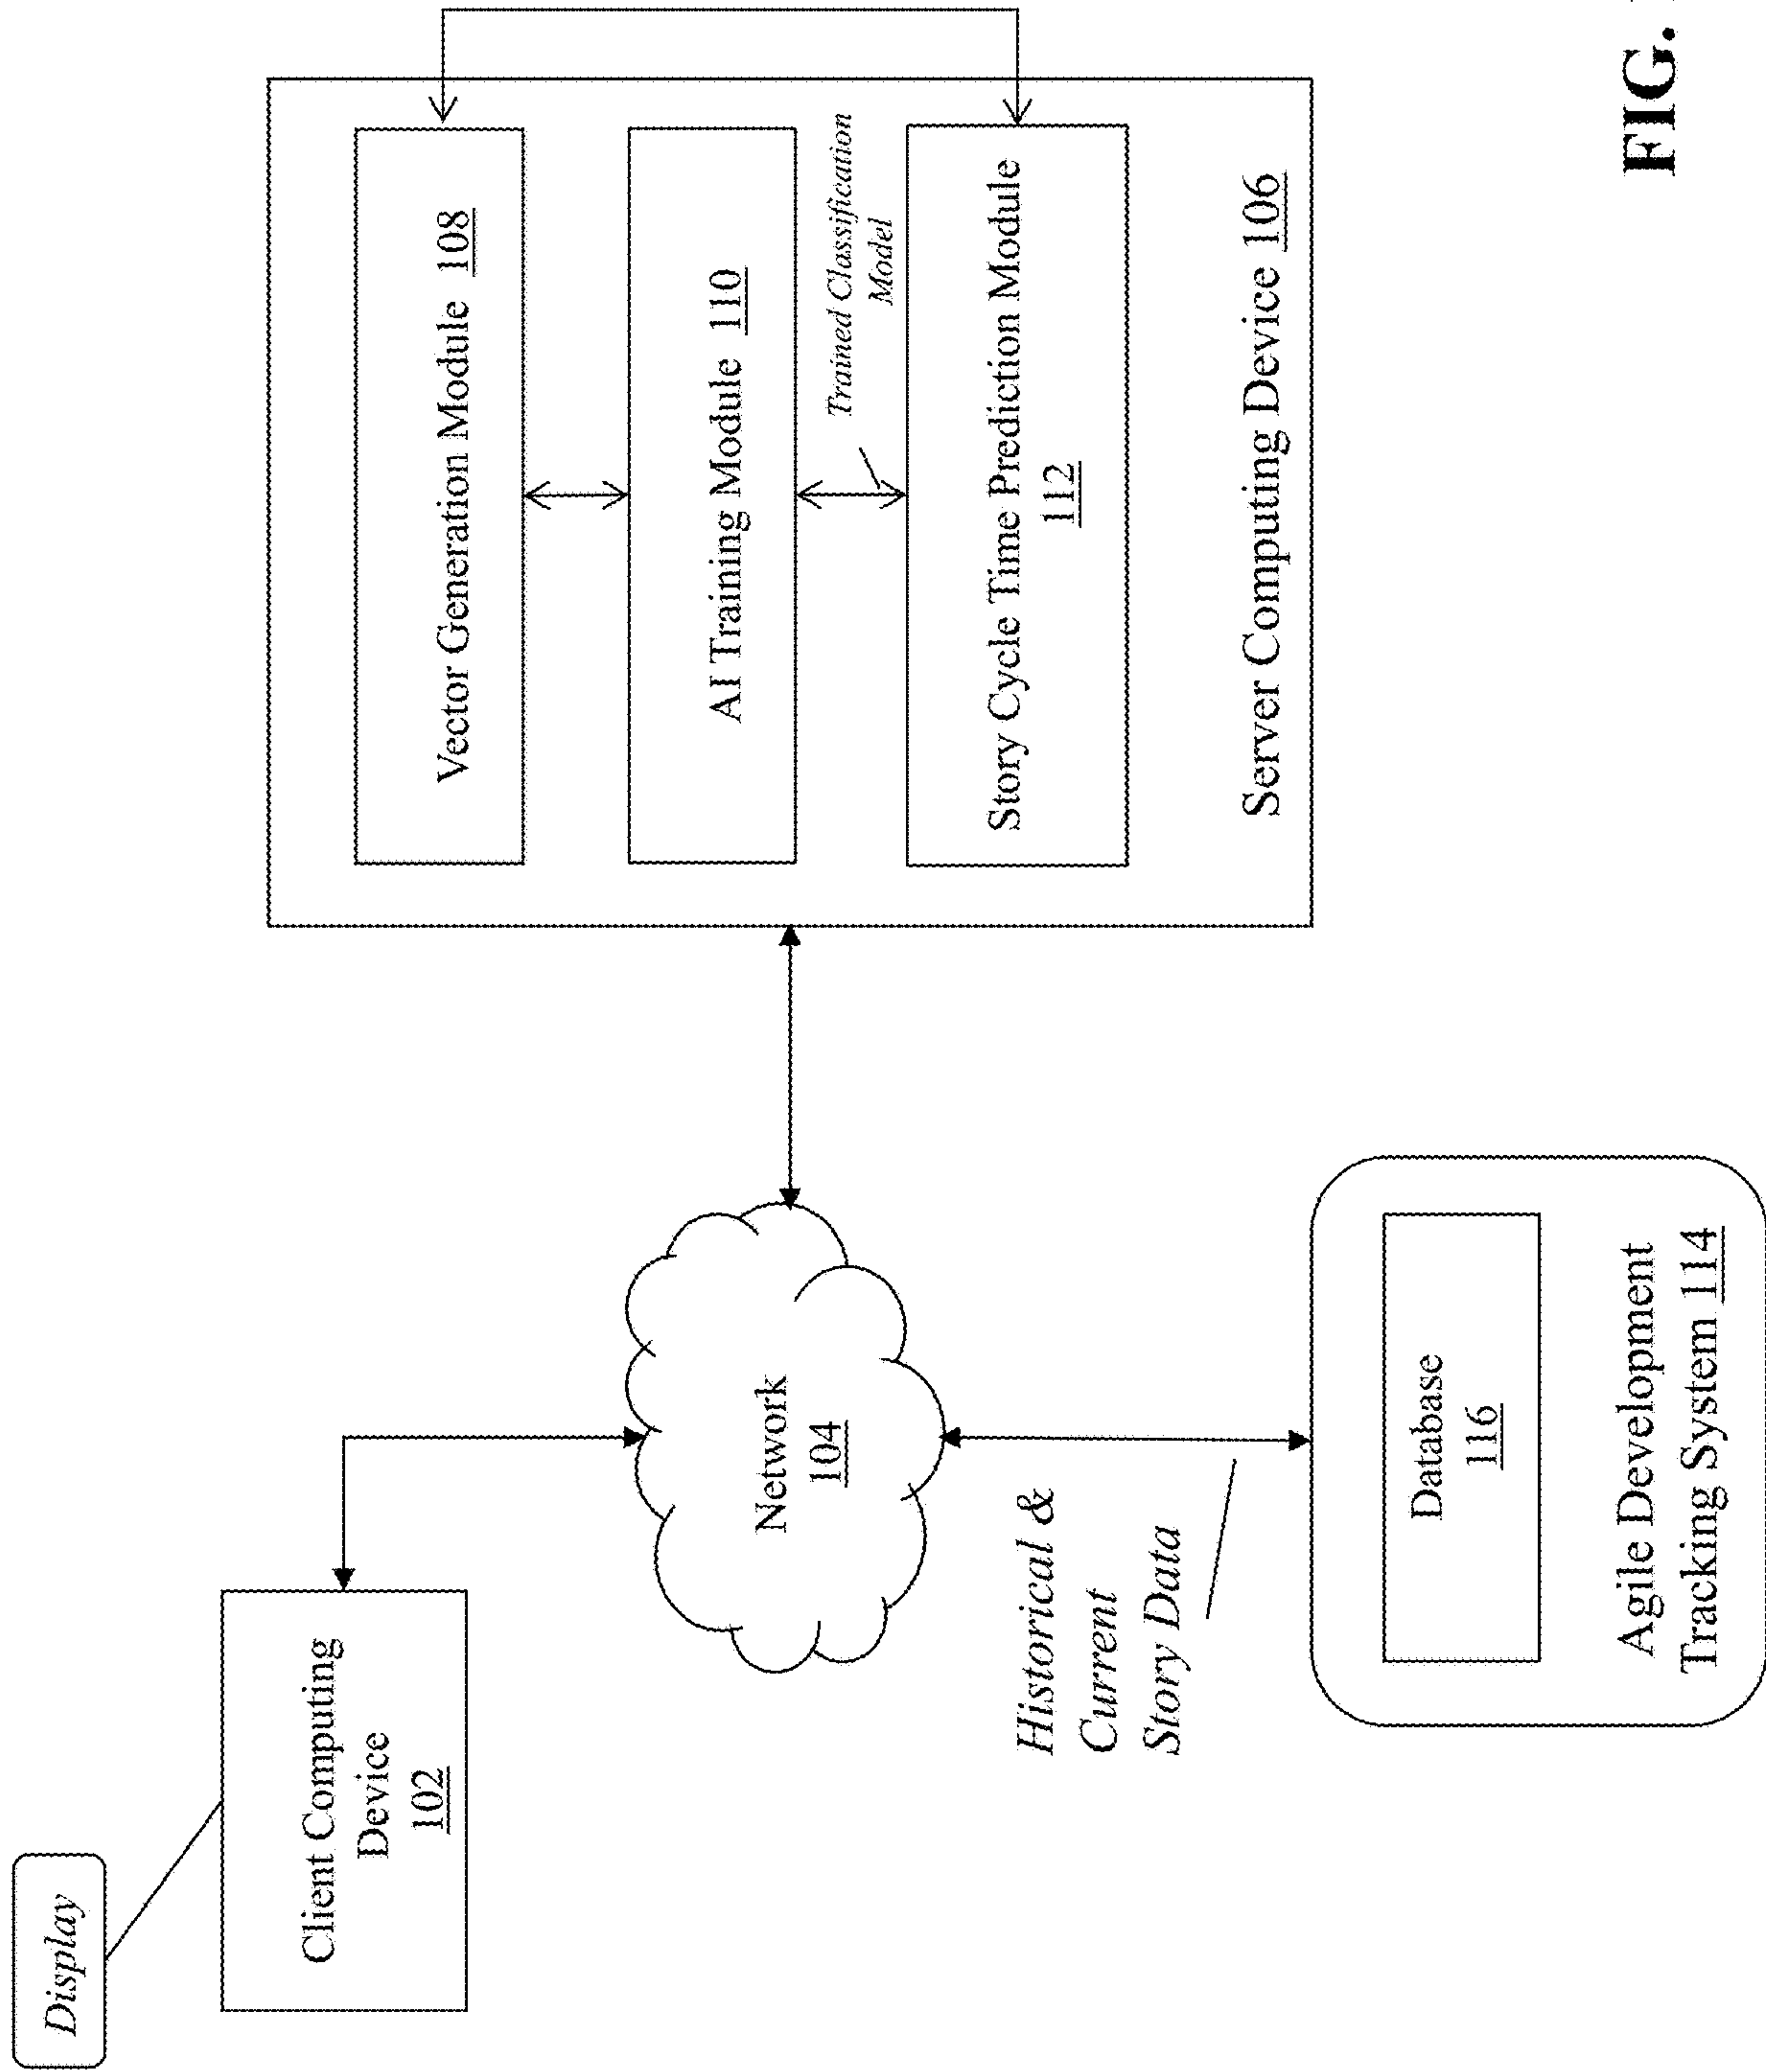 Display
Client Computing
Device
102
Network
104
Historical &
Current
Story Data
Database
116
Agile Development
Tracking System 114
Vector Generation Module 108
AI Training Module 110
Trained Classification
Model
Story Cycle Time Prediction Module
112
Server Computing Device 106
FIG.